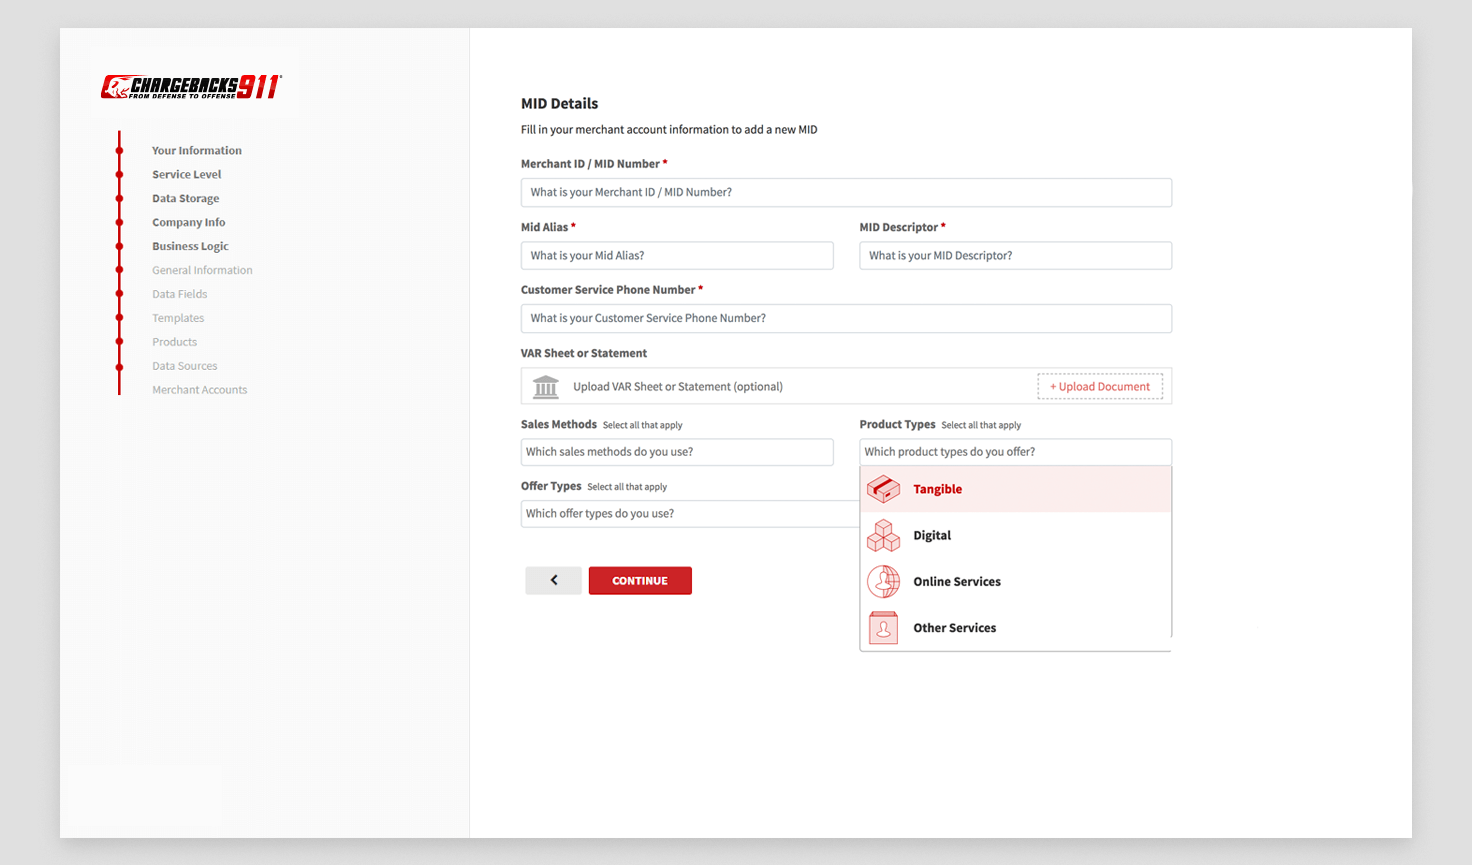 CHARGEBACKS911®
FROM DEFENSE TO OFFENSE
Your Information
Service Level
Data Storage
Company Info
Business Logic
General Information
Data Fields
Templates
Products
Data Sources
Merchant Accounts
MID Details
Fill in your merchant account information to add a new MID
Merchant ID / MID Number *
What is your Merchant ID / MID Number?
Mid Alias * MID Descriptor *
What is your Mid Alias? What is your MID Descriptor?
Customer Service Phone Number *
What is your Customer Service Phone Number?
VAR Sheet or Statement
Upload VAR Sheet or Statement (optional) + Upload Document
Sales Methods Select all that apply Product Types Select all that apply
Which sales methods do you use? Which product types do you offer?
Offer Types Select all that apply
Which offer types do you use?
Tangible
Digital
Online Services
Other Services
CONTINUE